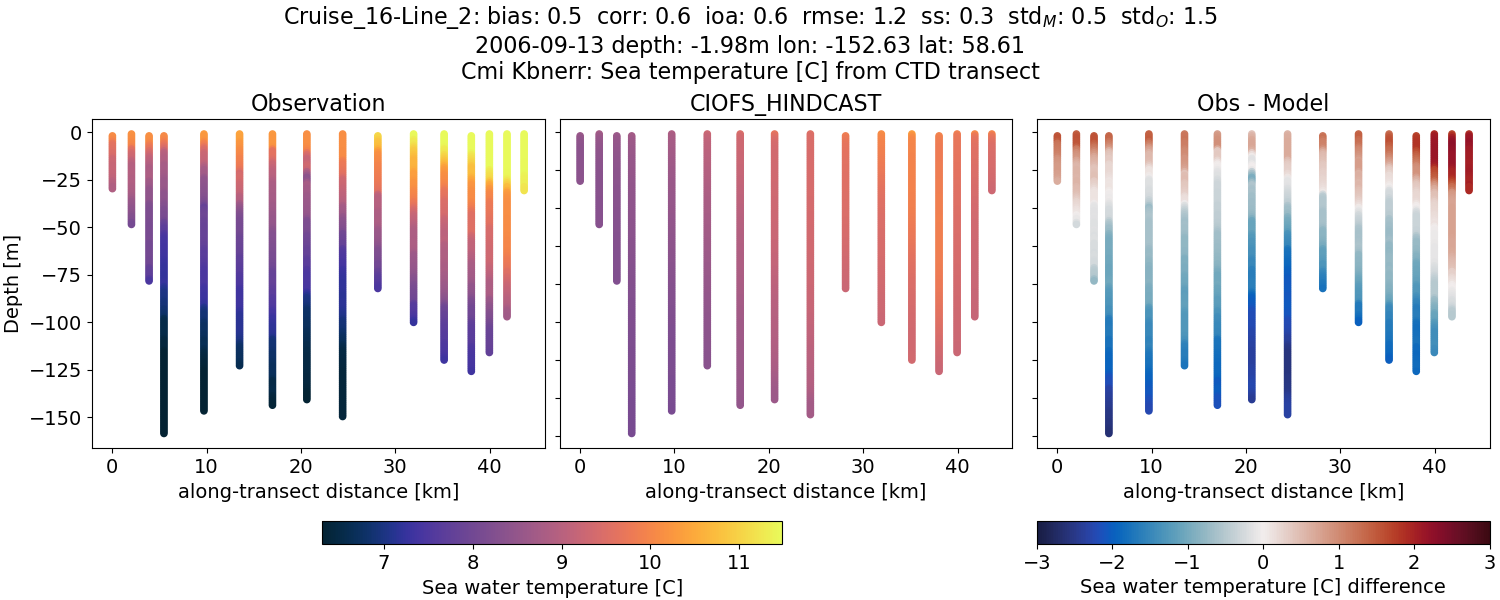 Cruise_16-Line_2: bias: 0.5  corr: 0.6  ioa: 0.6  rmse: 1.2  ss: 0.3  std_M: 0.5  std_O: 1.5
2006-09-13 depth: -1.98m lon: -152.63 lat: 58.61
Cmi Kbnerr: Sea temperature [C] from CTD transect
Observation
CIOFS_HINDCAST
Obs - Model
Depth [m]
0
−25
−50
−75
−100
−125
−150
0 10 20 30 40
0 10 20 30 40
0 10 20 30 40
along-transect distance [km]
along-transect distance [km]
along-transect distance [km]
7 8 9 10 11
Sea water temperature [C]
−3 −2 −1 0 1 2 3
Sea water temperature [C] difference